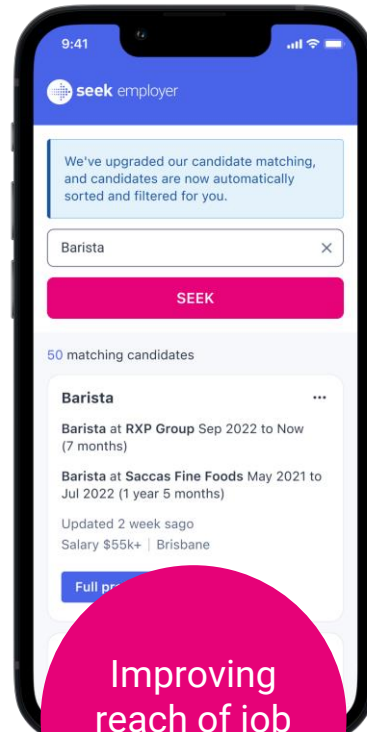 9:41
seek employer
We've upgraded our candidate matching,
and candidates are now automatically
sorted and filtered for you.
Barista
SEEK
50 matching candidates
Barista
Barista at RXP Group Sep 2022 to Now
(7 months)
Barista at Saccas Fine Foods May 2021 to
Jul 2022 (1 year 5 months)
Updated 2 week sago
Salary $55k+ | Brisbane
Full
Improving
reach of job